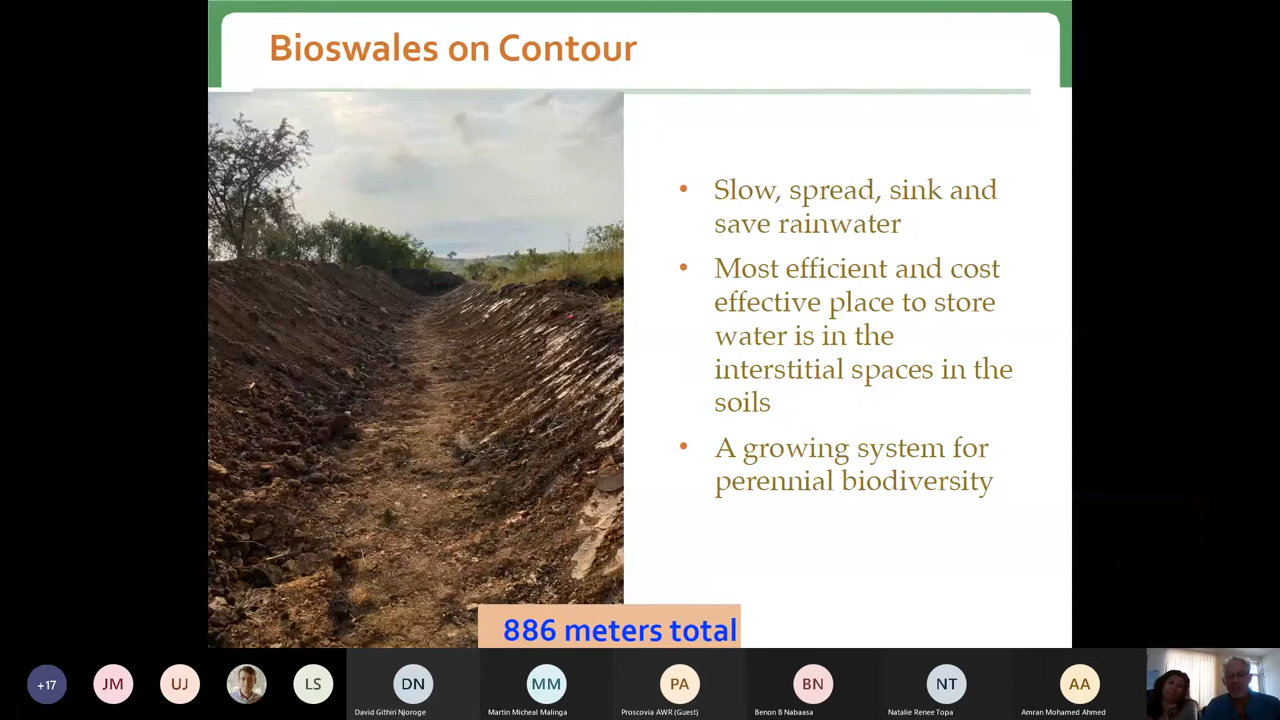 Bioswales on Contour
• Slow, spread, sink and
save rainwater
• Most efficient and cost
effective place to store
water is in the
interstitial spaces in the
soils
• A growing system for
perennial biodiversity
886 meters total
+17
JM
UJ
LS
DN
MM
PA
BN
NT
AA
David Githiri Njoroge
Martin Micheal Malinga
Proscovia AWR (Guest)
Benon B Nabaasa
Natalie Renee Topa
Amran Mohamed Ahmed